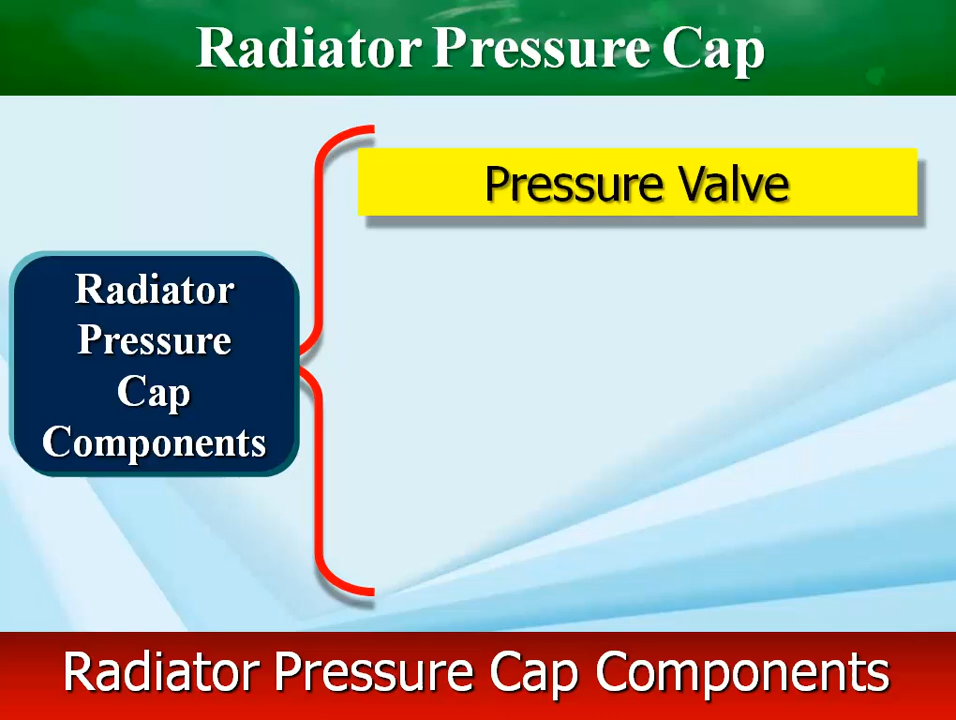 Radiator Pressure Cap
Pressure Valve
Radiator
Pressure
Cap
Components
Radiator Pressure Cap Components